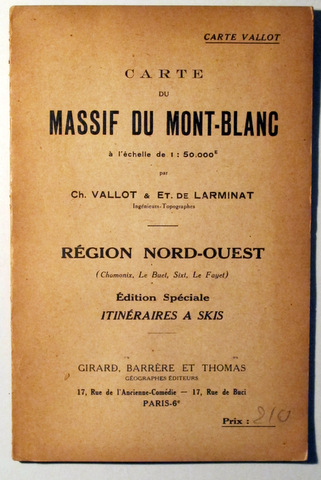 CARTE VALLOT
CARTE
DU
MASSIF DU MONT-BLANC
à l'échelle de 1 : 50.000E
par
Ch. VALLOT & ET. DE LARMINAT
Ingénieurs-Topographes
RÉGION NORD-OUEST
(Chamonix, Le Buet, Sixt, Le Fayet)
Édition Spéciale
ITINÉRAIRES A SKIS
GIRARD, BARRÈRE ET THOMAS
GÉOGRAPHES ÉDITEURS
17, Rue de l'Ancienne-Comédie — 17, Rue de Buci
PARIS-6e
Prix : 210